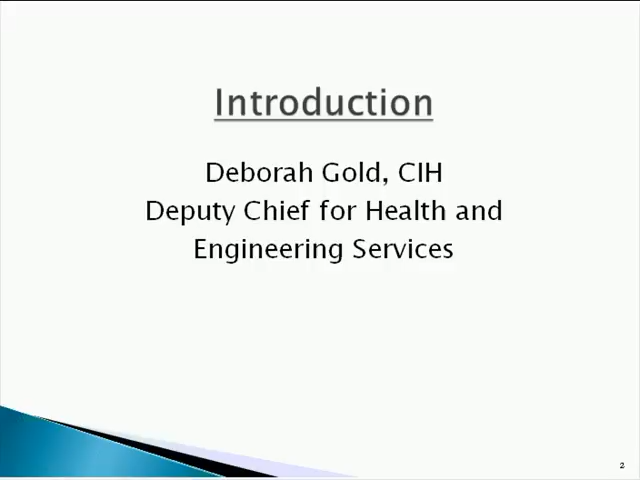 Introduction
Deborah Gold, CIH
Deputy Chief for Health and
Engineering Services
2